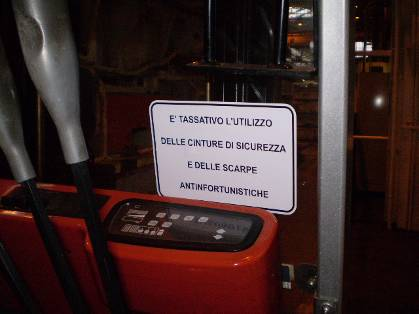 E' TASSATIVO L'UTILIZZO
DELLE CINTURE DI SICUREZZA
E DELLE SCARPE
ANTINFORTUNISTICHE